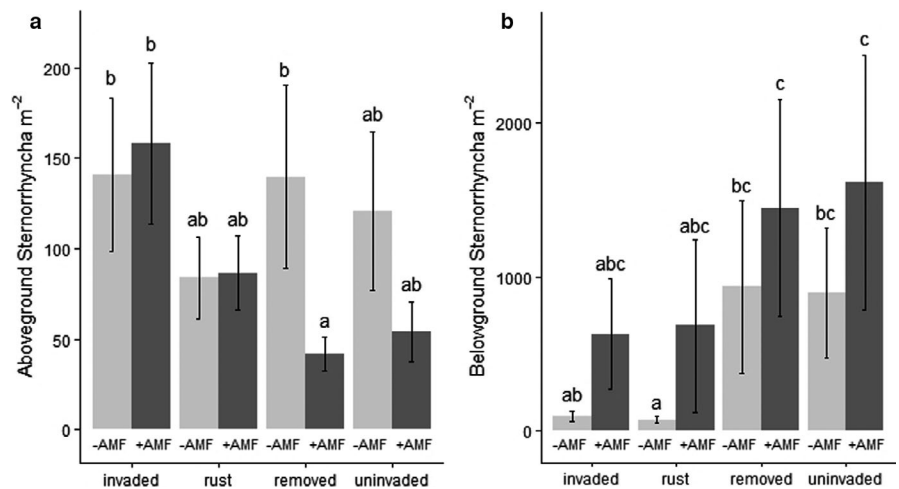 a
Aboveground Sternorrhyncha m⁻²
200
150
100
50
0
b
b
ab
ab
b
a
ab
ab
-AMF +AMF -AMF +AMF -AMF +AMF -AMF +AMF
invaded rust removed uninvaded
b
Belowground Sternorrhyncha m⁻²
2000
1000
0
ab
abc
a
abc
bc
c
bc
c
-AMF +AMF -AMF +AMF -AMF +AMF -AMF +AMF
invaded rust removed uninvaded